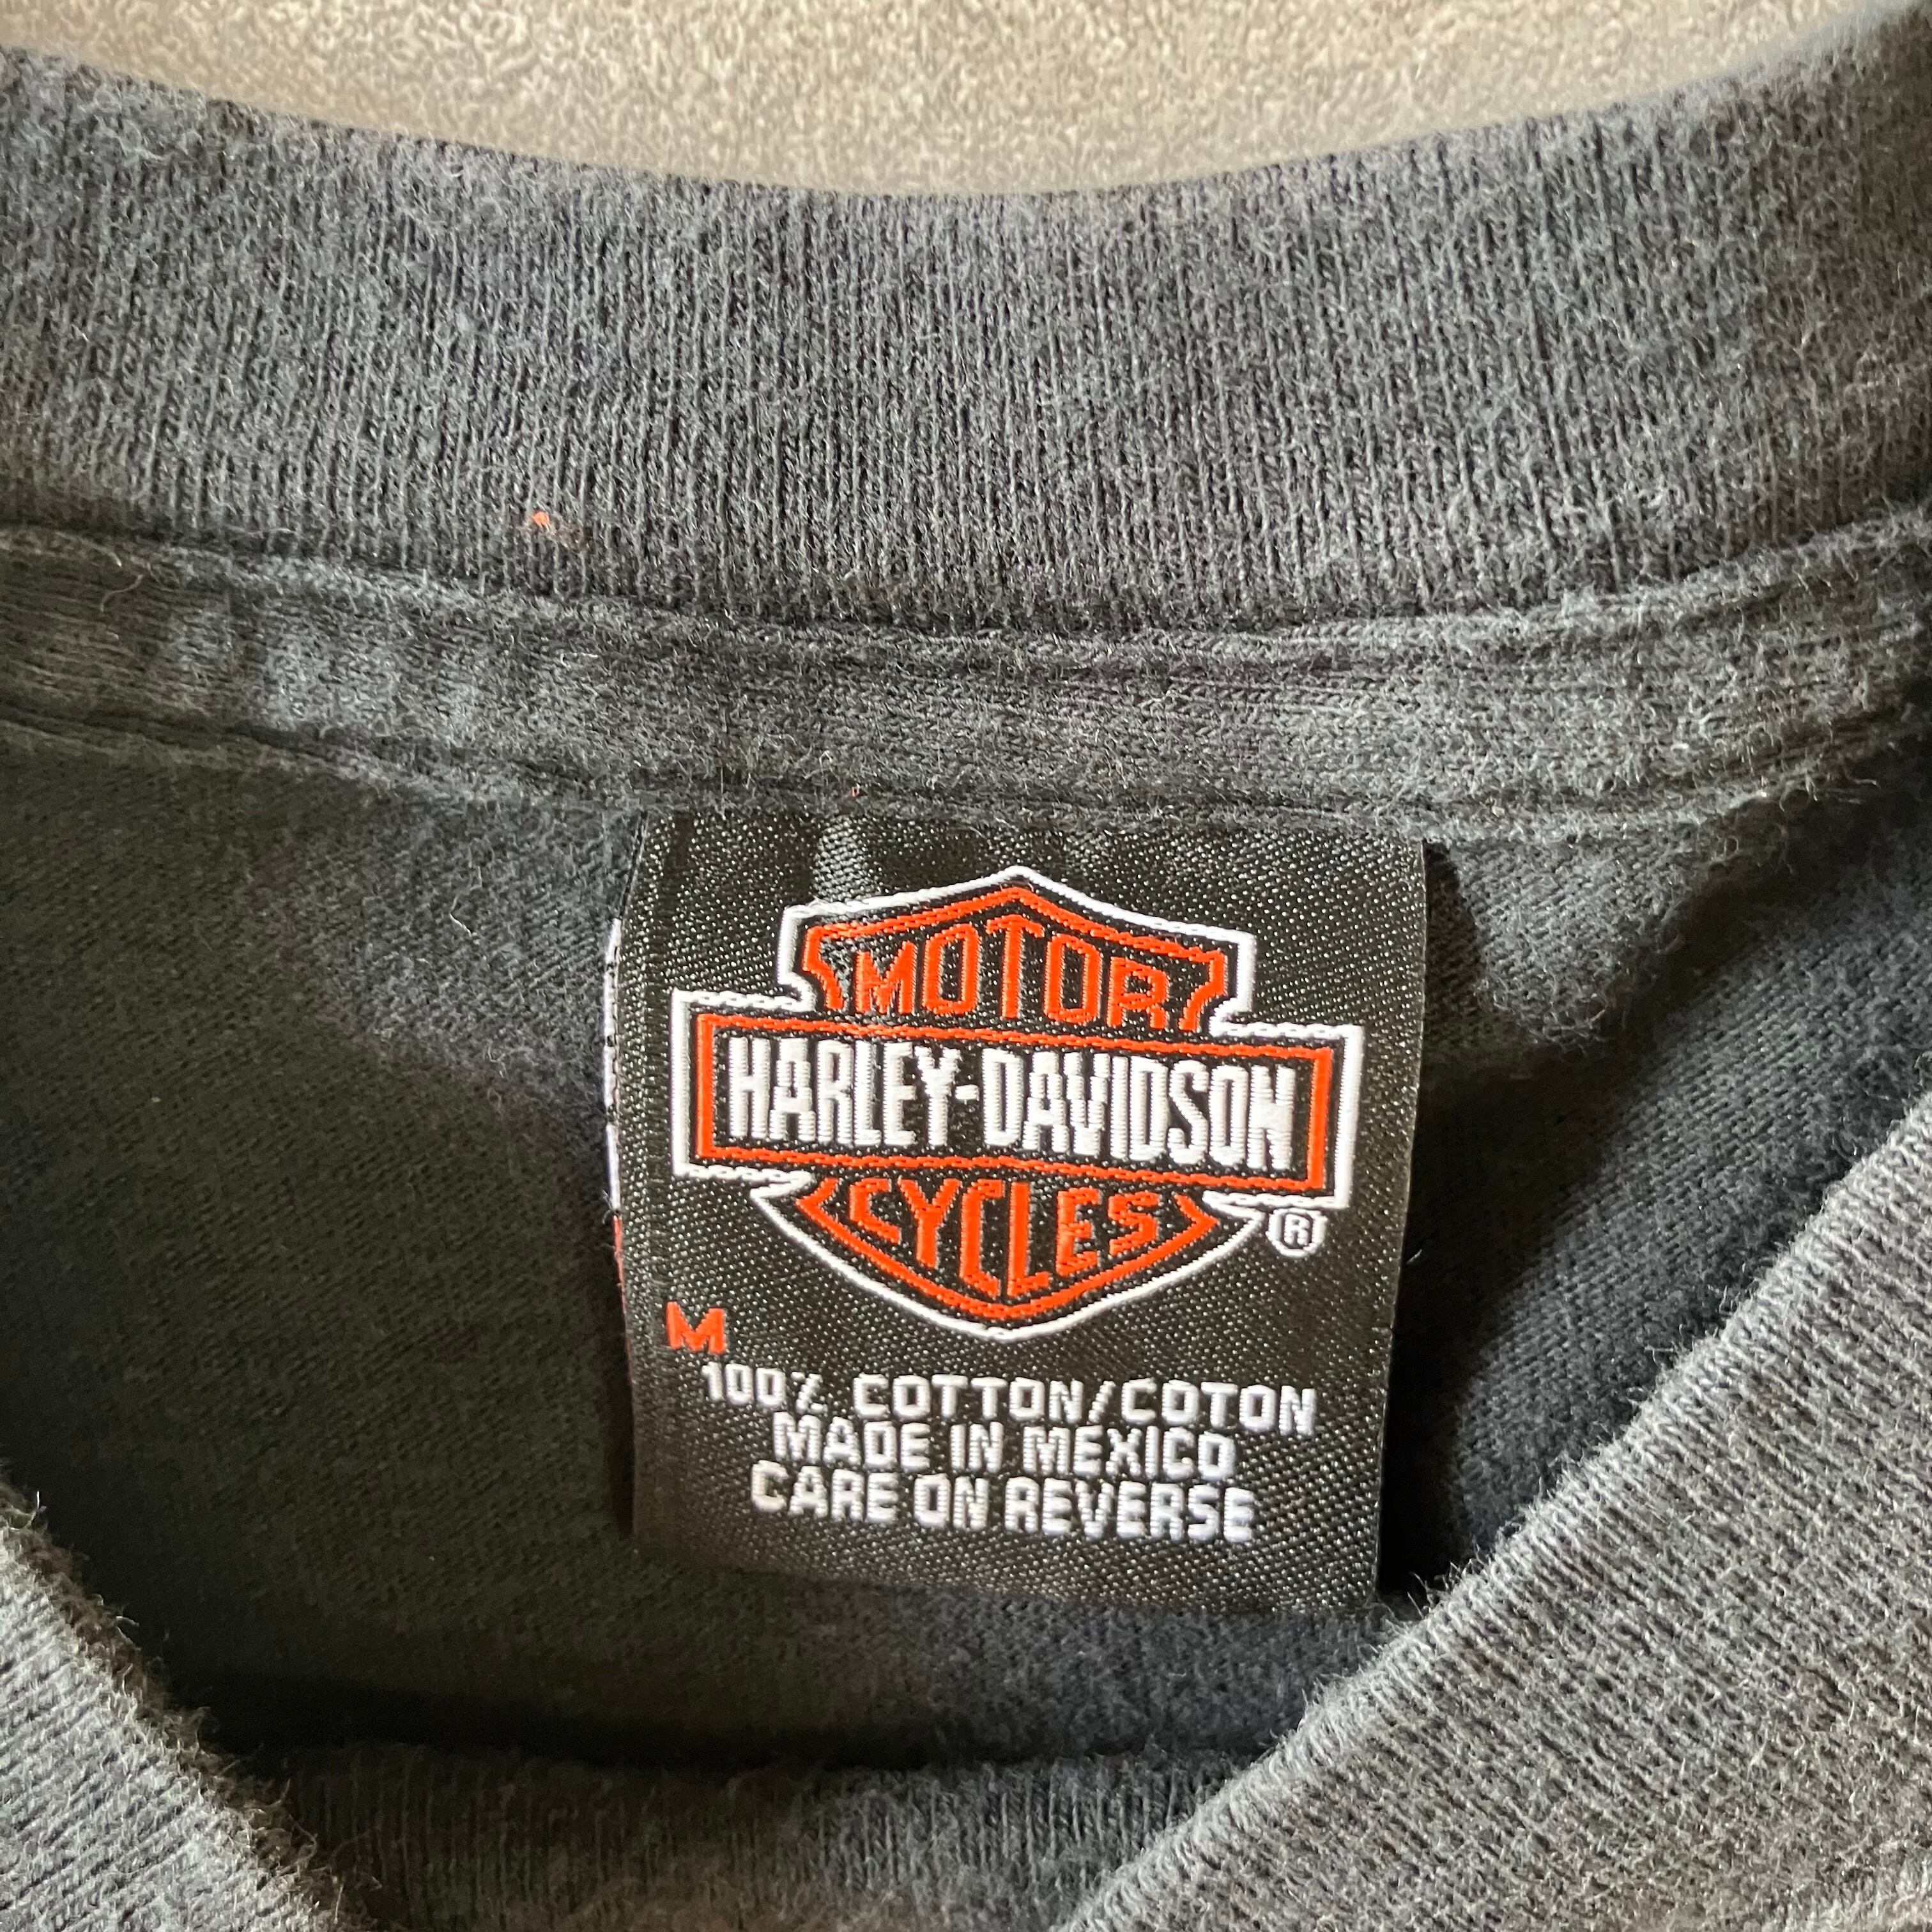 MOTOR
HARLEY-DAVIDSON
CYCLES
®
M
100% COTTON/COTON
MADE IN MEXICO
CARE ON REVERSE